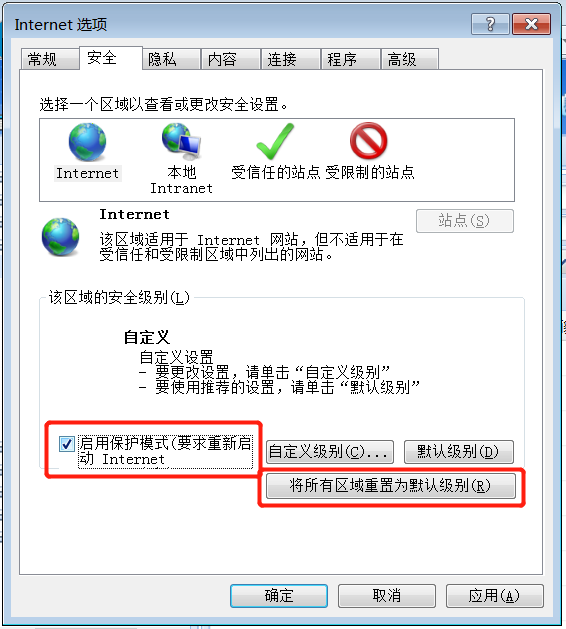 Internet 选项
常规
安全
隐私
内容
连接
程序
高级
选择一个区域以查看或更改安全设置。
Internet
本地
Intranet
受信任的站点
受限制的站点
Internet
站点(S)
该区域适用于 Internet 网站，但不适用于在
受信任和受限制区域中列出的网站。
该区域的安全级别(L)
自定义
自定义设置
- 要更改设置，请单击“自定义级别”
- 要使用推荐的设置，请单击“默认级别”
启用保护模式(要求重新启
动 Internet
自定义级别(C)...
默认级别(D)
将所有区域重置为默认级别(R)
确定
取消
应用(A)